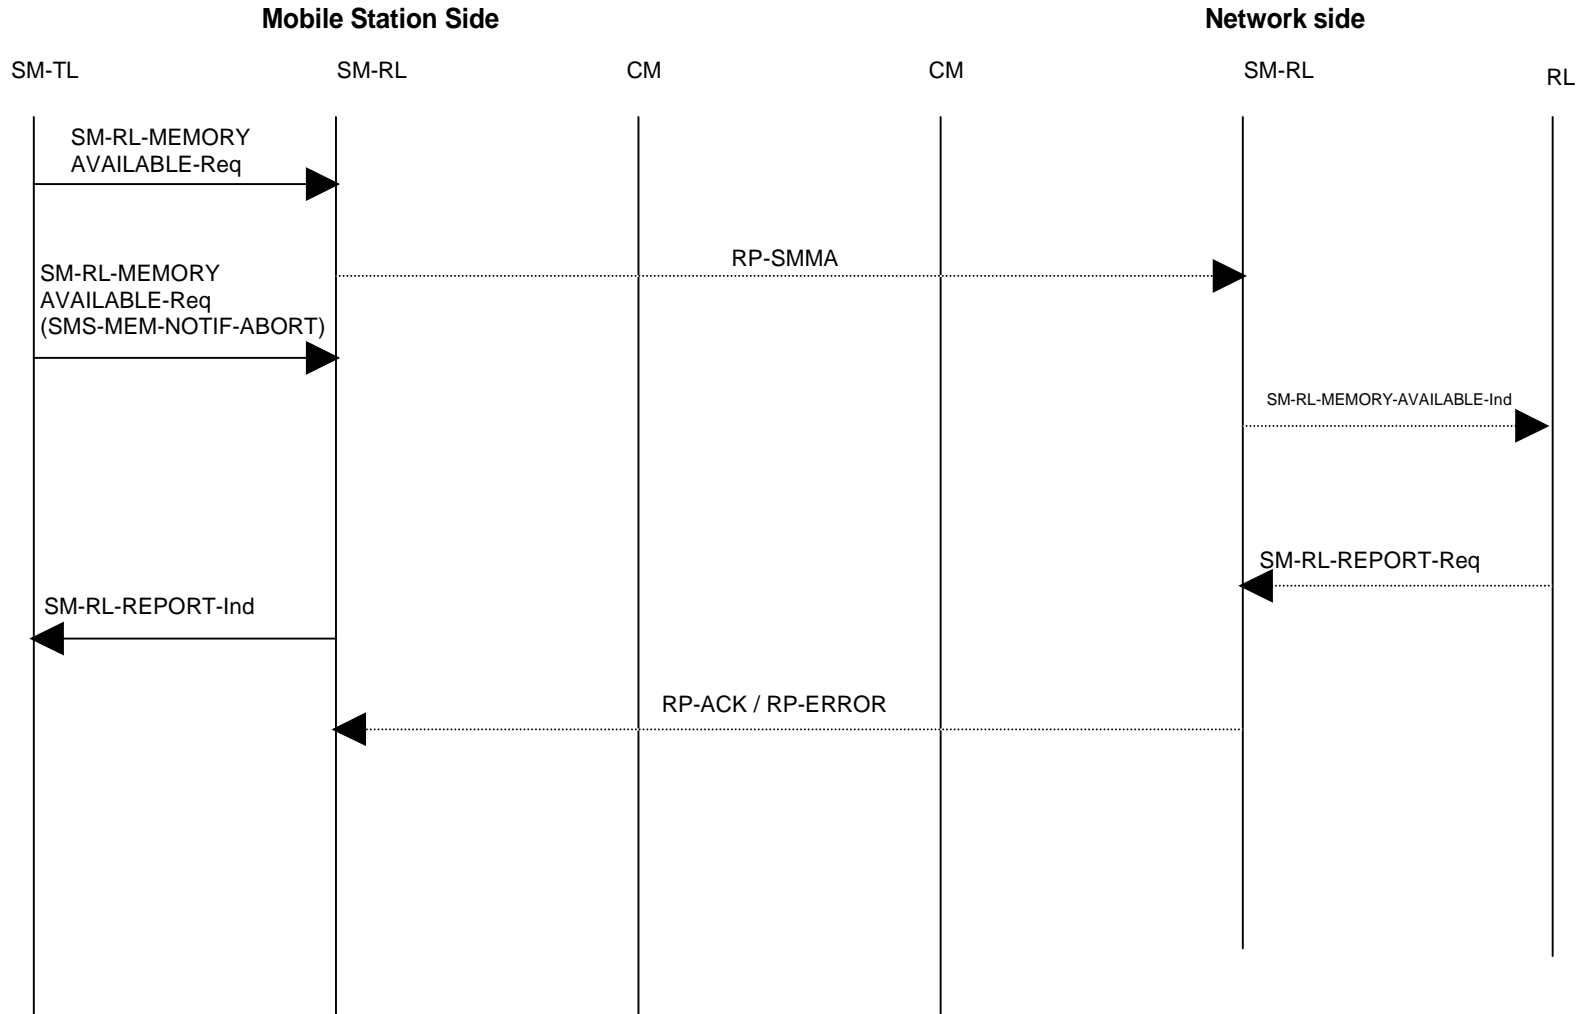 Mobile Station Side
Network side
SM-TL
SM-RL
CM
CM
SM-RL
RL
SM-RL-MEMORY
AVAILABLE-Req
RP-SMMA
SM-RL-MEMORY
AVAILABLE-Req
(SMS-MEM-NOTIF-ABORT)
SM-RL-MEMORY-AVAILABLE-Ind
SM-RL-REPORT-Req
SM-RL-REPORT-Ind
RP-ACK / RP-ERROR